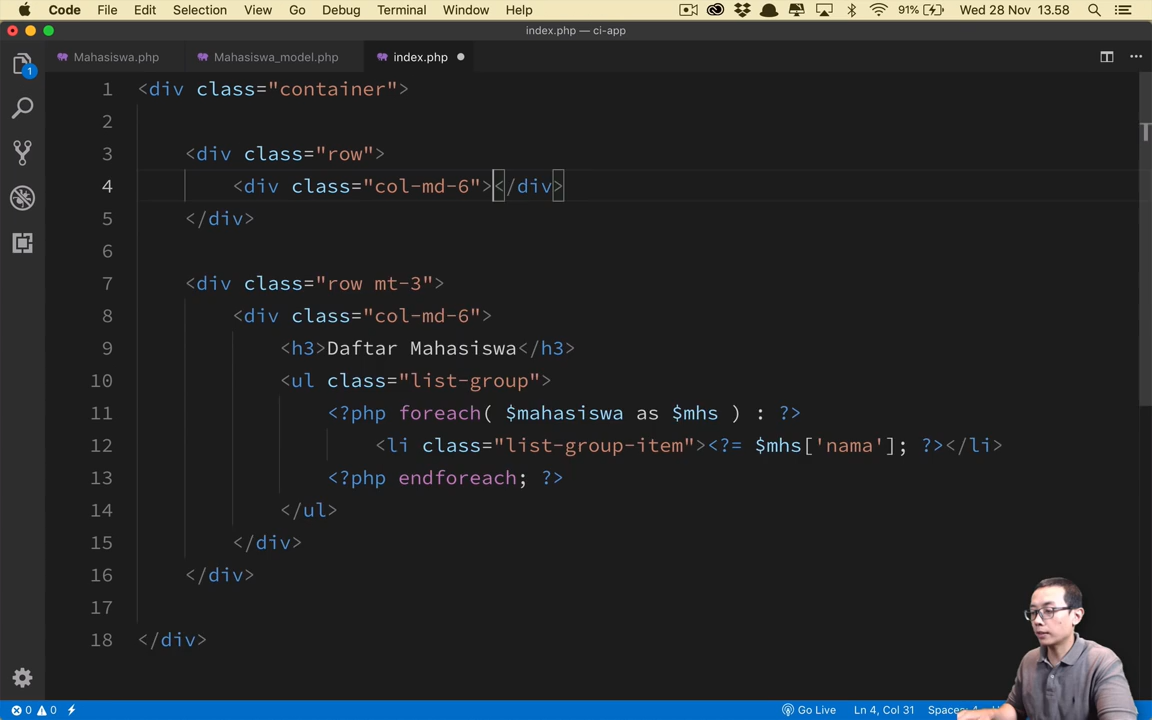 Code File Edit Selection View Go Debug Terminal Window Help 91% Wed 28 Nov 13.58
index.php — ci-app
Mahasiswa.php Mahasiswa_model.php index.php
1 <div class="container">
2
3 <div class="row">
4 <div class="col-md-6"></div>
5 </div>
6
7 <div class="row mt-3">
8 <div class="col-md-6">
9 <h3>Daftar Mahasiswa</h3>
10 <ul class="list-group">
11 <?php foreach( $mahasiswa as $mhs ) : ?>
12 <li class="list-group-item"><?= $mhs['nama']; ?></li>
13 <?php endforeach; ?>
14 </ul>
15 </div>
16 </div>
17
18 </div>
1
0 0 Go Live Ln 4, Col 31